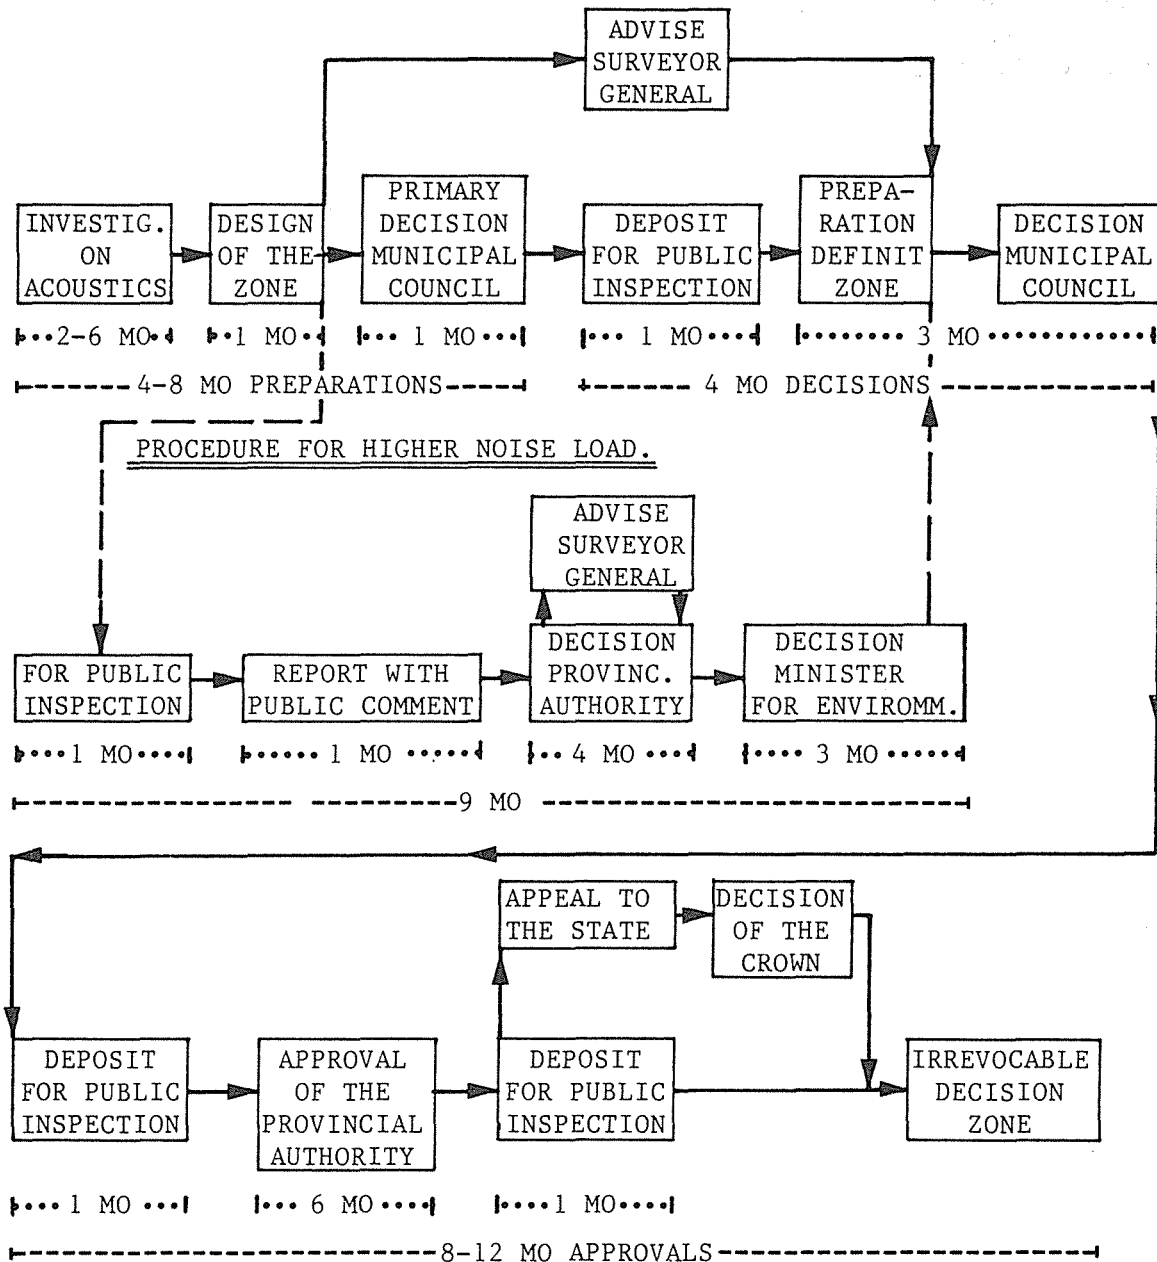 ADVISE
SURVEYOR
GENERAL
INVESTIG.
ON
ACOUSTICS
DESIGN
OF THE
ZONE
PRIMARY
DECISION
MUNICIPAL
COUNCIL
DEPOSIT
FOR PUBLIC
INSPECTION
PREPA-
RATION
DEFINIT
ZONE
DECISION
MUNICIPAL
COUNCIL
2-6 MO
1 MO
1 MO
1 MO
3 MO
4-8 MO PREPARATIONS
4 MO DECISIONS
PROCEDURE FOR HIGHER NOISE LOAD.
ADVISE
SURVEYOR
GENERAL
FOR PUBLIC
INSPECTION
REPORT WITH
PUBLIC COMMENT
DECISION
PROVINC.
AUTHORITY
DECISION
MINISTER
FOR ENVIROMM.
1 MO
1 MO
4 MO
3 MO
9 MO
APPEAL TO
THE STATE
DECISION
OF THE
CROWN
DEPOSIT
FOR PUBLIC
INSPECTION
APPROVAL
OF THE
PROVINCIAL
AUTHORITY
DEPOSIT
FOR PUBLIC
INSPECTION
IRREVOCABLE
DECISION
ZONE
1 MO
6 MO
1 MO
8-12 MO APPROVALS